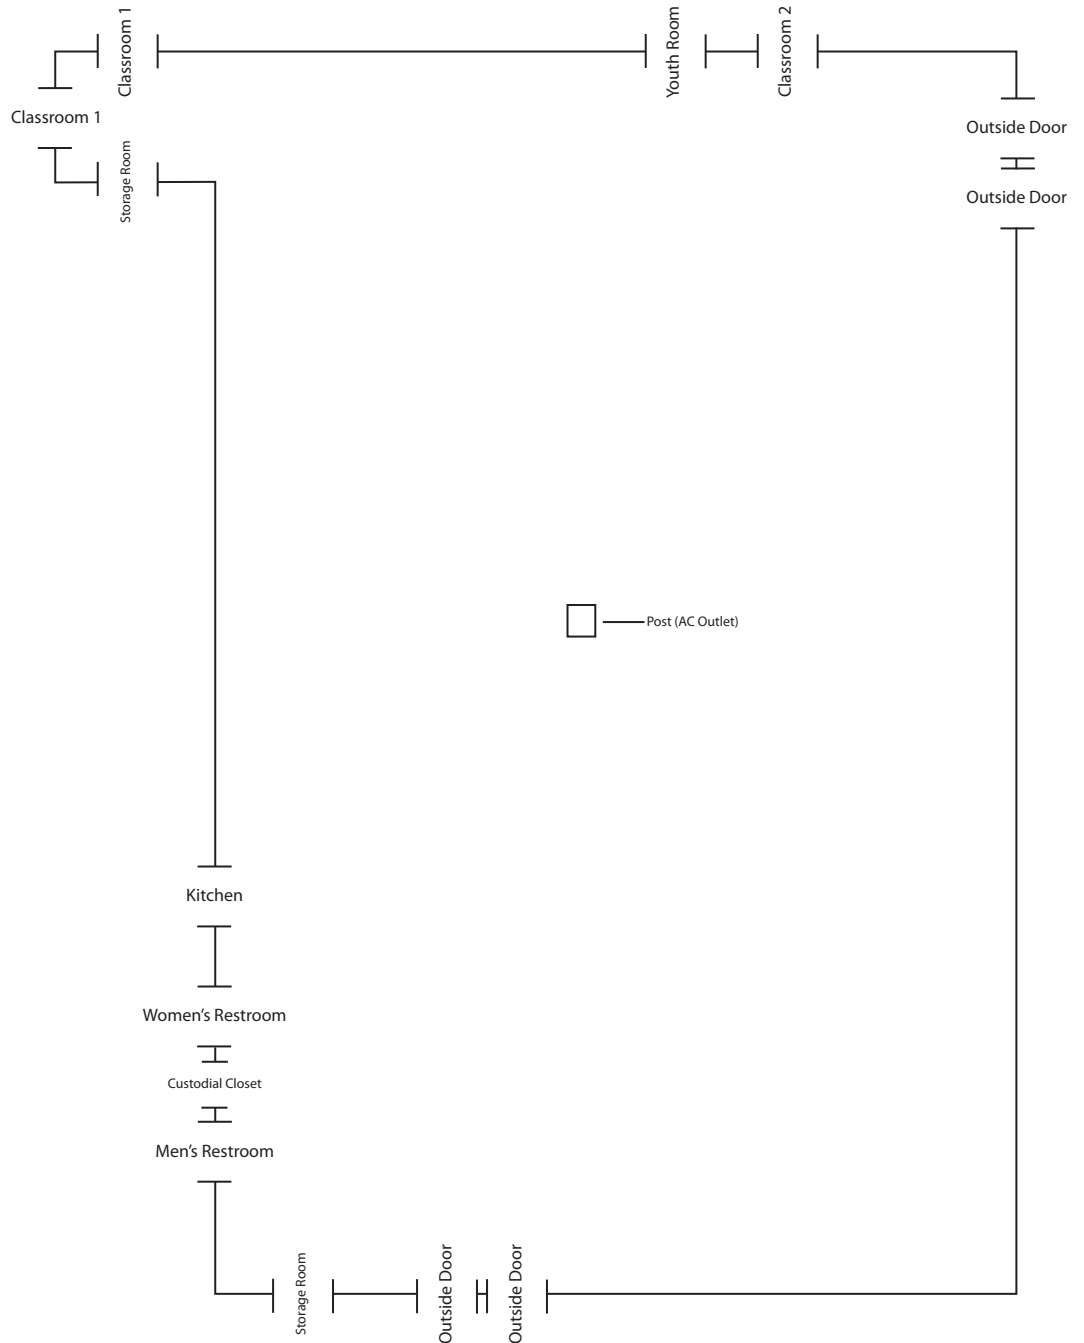 Classroom 1
Youth Room
Classroom 2
Classroom 1
Outside Door
Storage Room
Outside Door
Post (AC Outlet)
Kitchen
Women's Restroom
Custodial Closet
Men's Restroom
Storage Room
Outside Door
Outside Door